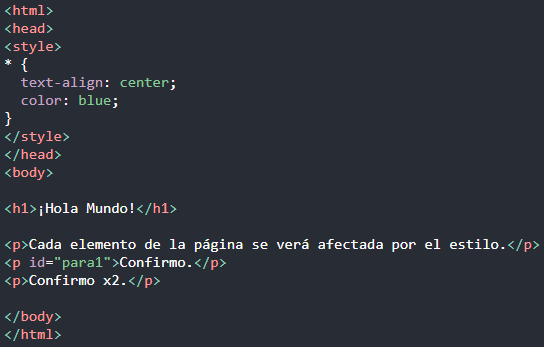 <html>
<head>
<style>
* {
  text-align: center;
  color: blue;
}
</style>
</head>
<body>

<h1>¡Hola Mundo!</h1>

<p>Cada elemento de la página se verá afectada por el estilo.</p>
<p id="para1">Confirmo.</p>
<p>Confirmo x2.</p>

</body>
</html>